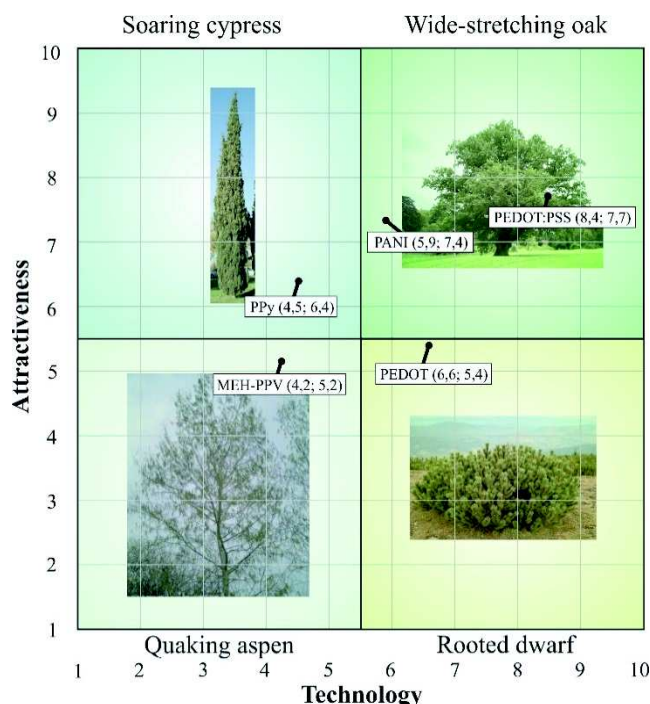 Soaring cypress
Wide-stretching oak
10
9
8
7
6
5
4
3
2
1
Attractiveness
PEDOT:PSS (8,4; 7,7)
PANI (5,9; 7,4)
PPy (4,5; 6,4)
MEH-PPV (4,2; 5,2)
PEDOT (6,6; 5,4)
Quaking aspen
Rooted dwarf
1 2 3 4 5 6 7 8 9 10
Technology